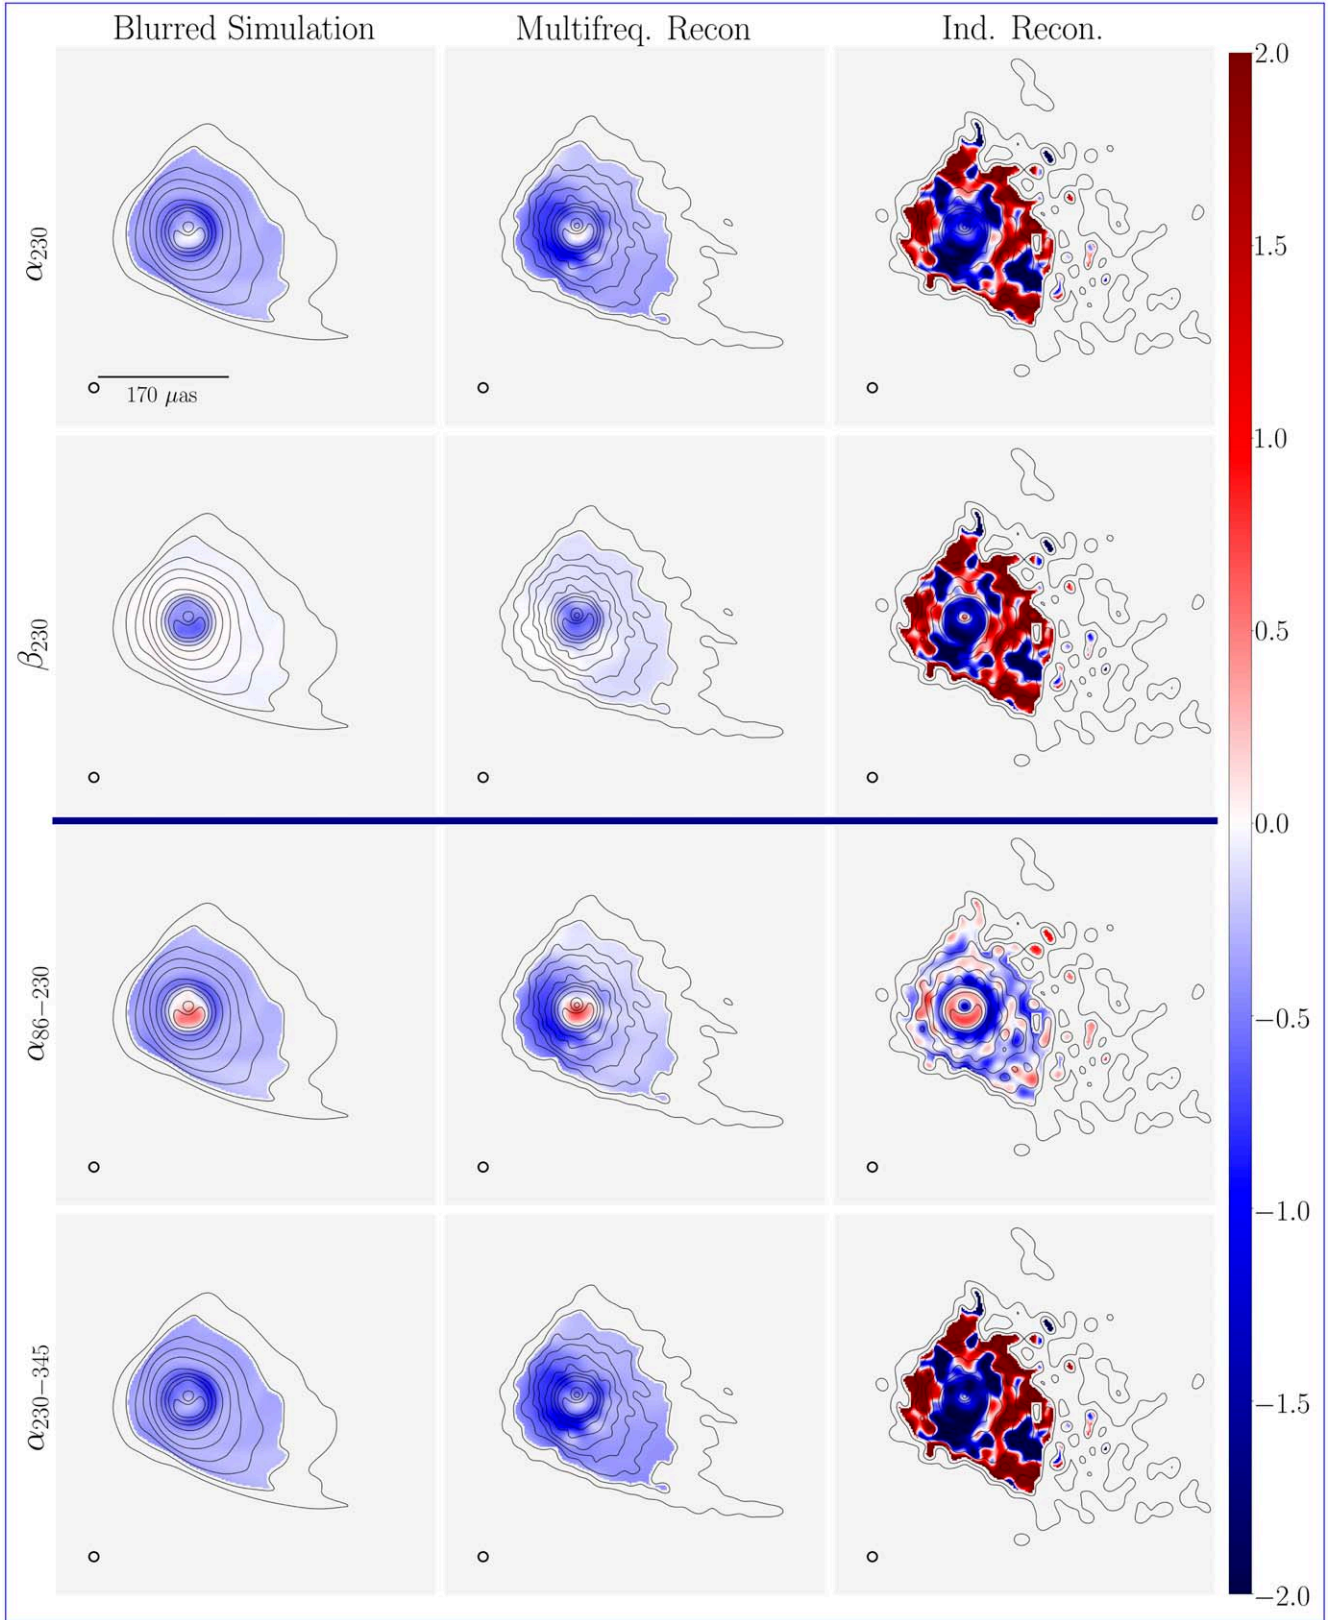 Blurred Simulation Multifreq. Recon Ind. Recon.
α230
170 μas
β230
α86−230
α230−345
2.0
1.5
1.0
0.5
0.0
−0.5
−1.0
−1.5
−2.0